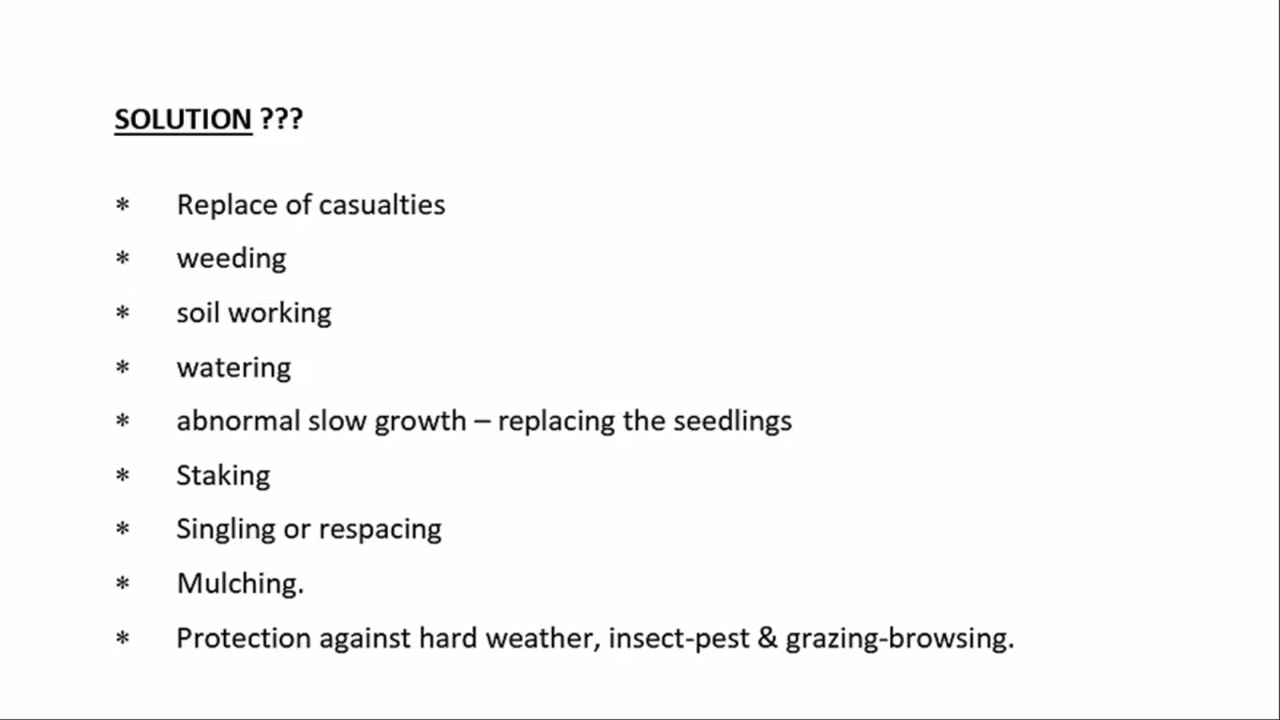 SOLUTION ???
* Replace of casualties
* weeding
* soil working
* watering
* abnormal slow growth – replacing the seedlings
* Staking
* Singling or respacing
* Mulching.
* Protection against hard weather, insect-pest & grazing-browsing.